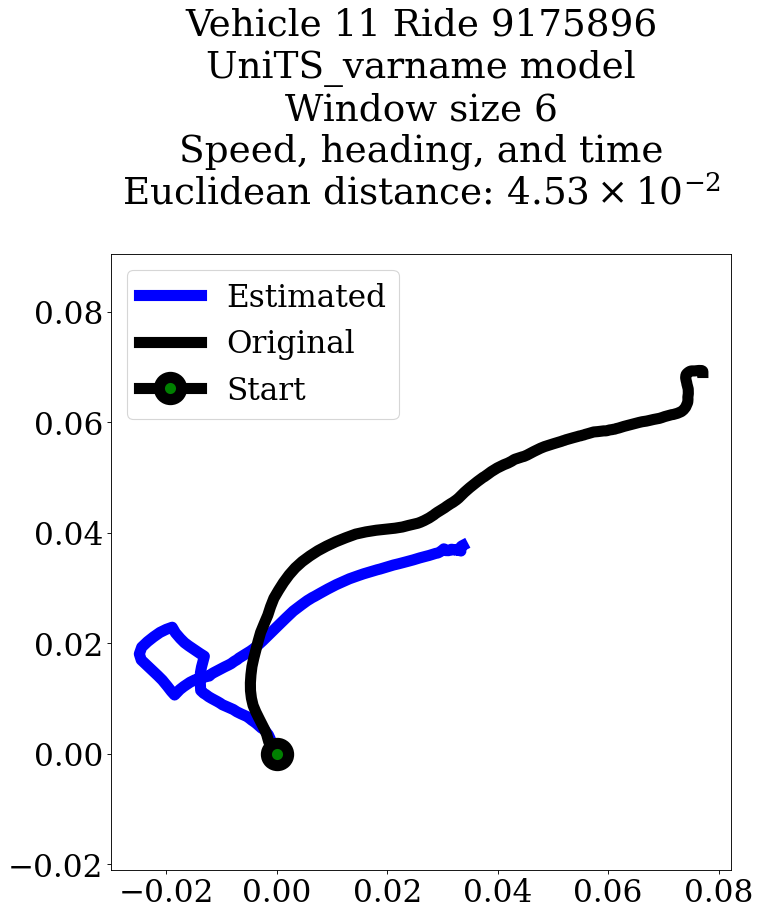 Vehicle 11 Ride 9175896
UniTS_varname model
Window size 6
Speed, heading, and time
Euclidean distance: 4.53 × 10⁻²
Estimated
Original
Start
0.08
0.06
0.04
0.02
0.00
−0.02
−0.02 0.00 0.02 0.04 0.06 0.08